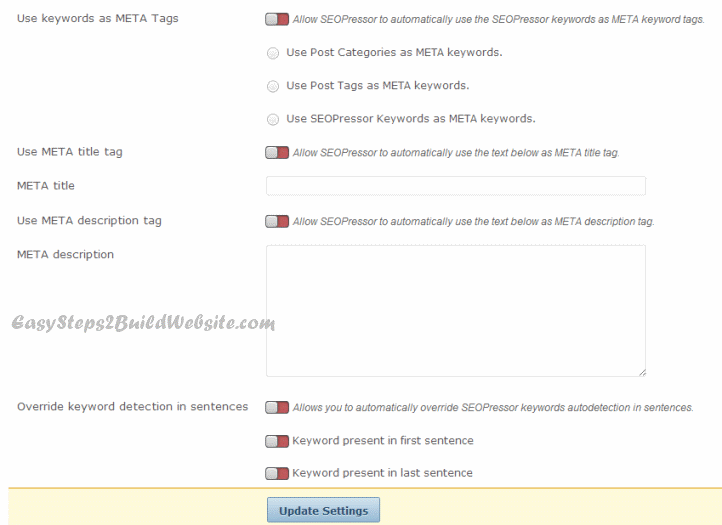 Use keywords as META Tags Allow SEOPressor to automatically use the SEOPressor keywords as META keyword tags.
Use Post Categories as META keywords.
Use Post Tags as META keywords.
Use SEOPressor Keywords as META keywords.
Use META title tag Allow SEOPressor to automatically use the text below as META title tag.
META title
Use META description tag Allow SEOPressor to automatically use the text below as META description tag.
META description
EasySteps2BuildWebsite.com
Override keyword detection in sentences Allows you to automatically override SEOPressor keywords autodetection in sentences.
Keyword present in first sentence
Keyword present in last sentence
Update Settings